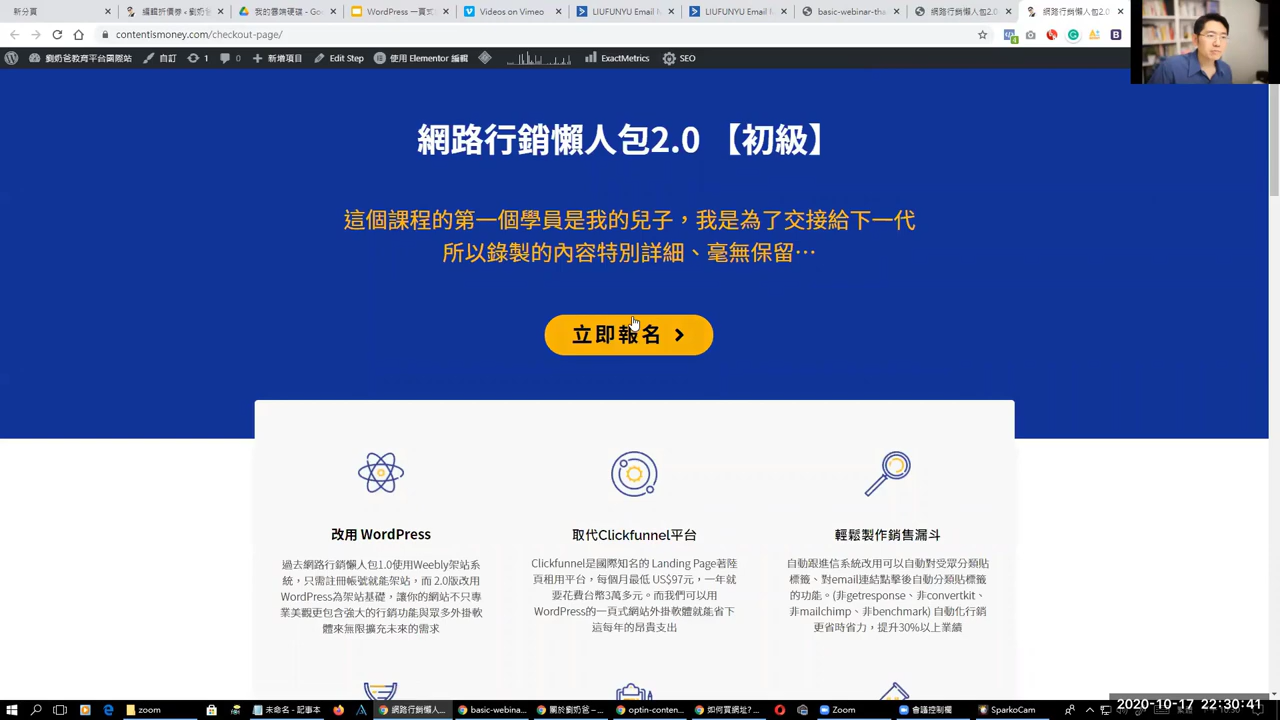 新分頁
編輯折價券 ‹ 劉奶爸
我的雲端硬碟 - Go
WordPress 一頁式
Videos on Vimeo
LIUFUNYU Email M
LIUFUNYU Email M
basic-webinar-tha
網路行銷懶人包2.0
網路行銷懶人包2.0
contentismoney.com/checkout-page/
劉奶爸教育平台國際站
自訂
1
0
新增項目
Edit Step
使用 Elementor 編輯
ExactMetrics
SEO
網路行銷懶人包2.0 【初級】
這個課程的第一個學員是我的兒子，我是為了交接給下一代
所以錄製的內容特別詳細、毫無保留…
立即報名
改用 WordPress
過去網路行銷懶人包1.0使用Weebly架站系
統，只需註冊帳號就能架站，而 2.0版改用
WordPress為架站基礎，讓你的網站不只專
業美觀更包含強大的行銷功能與眾多外掛軟
體來無限擴充未來的需求
取代Clickfunnel平台
Clickfunnel是國際知名的 Landing Page著陸
頁租用平台，每個月最低 US$97元，一年就
要花費台幣3萬多元。而我們可以用
WordPress的一頁式網站外掛軟體就能省下
這每年的昂貴支出
輕鬆製作銷售漏斗
自動跟進信系統改用可以自動對受眾分類貼
標籤、對email連結點擊後自動分類貼標籤
的功能。(非getresponse、非convertkit、
非mailchimp、非benchmark) 自動化行銷
更省時省力，提升30%以上業績
zoom
未命名 - 記事本
網路行銷懶人...
basic-webina...
關於劉奶爸 –...
optin-conten...
如何買網址? ...
Zoom
會議控制欄
SparkoCam
2020-10-17 22:30:41